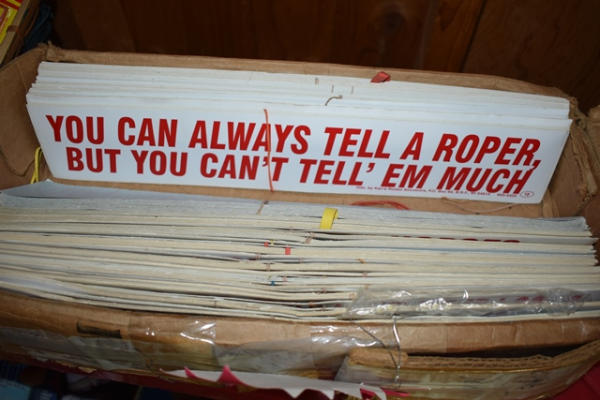 YOU CAN ALWAYS TELL A ROPER,
BUT YOU CAN'T TELL' EM MUCH